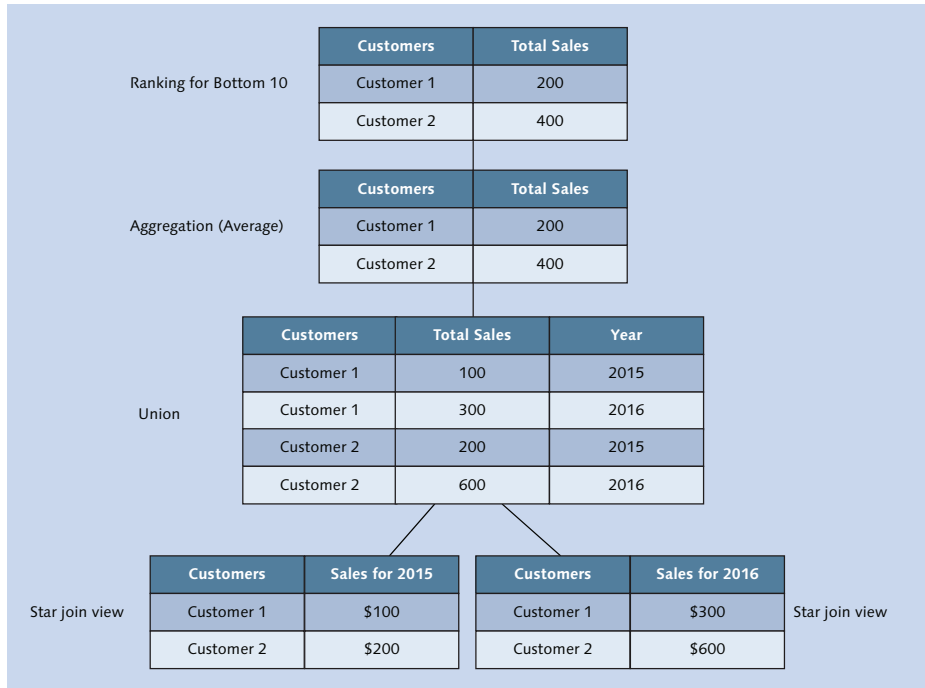 Customers Total Sales
Ranking for Bottom 10 Customer 1 200
Customer 2 400
Customers Total Sales
Aggregation (Average) Customer 1 200
Customer 2 400
Customers Total Sales Year
Customer 1 100 2015
Customer 1 300 2016
Union
Customer 2 200 2015
Customer 2 600 2016
Customers Sales for 2015 Customers Sales for 2016
Star join view Customer 1 $100 Customer 1 $300 Star join view
Customer 2 $200 Customer 2 $600